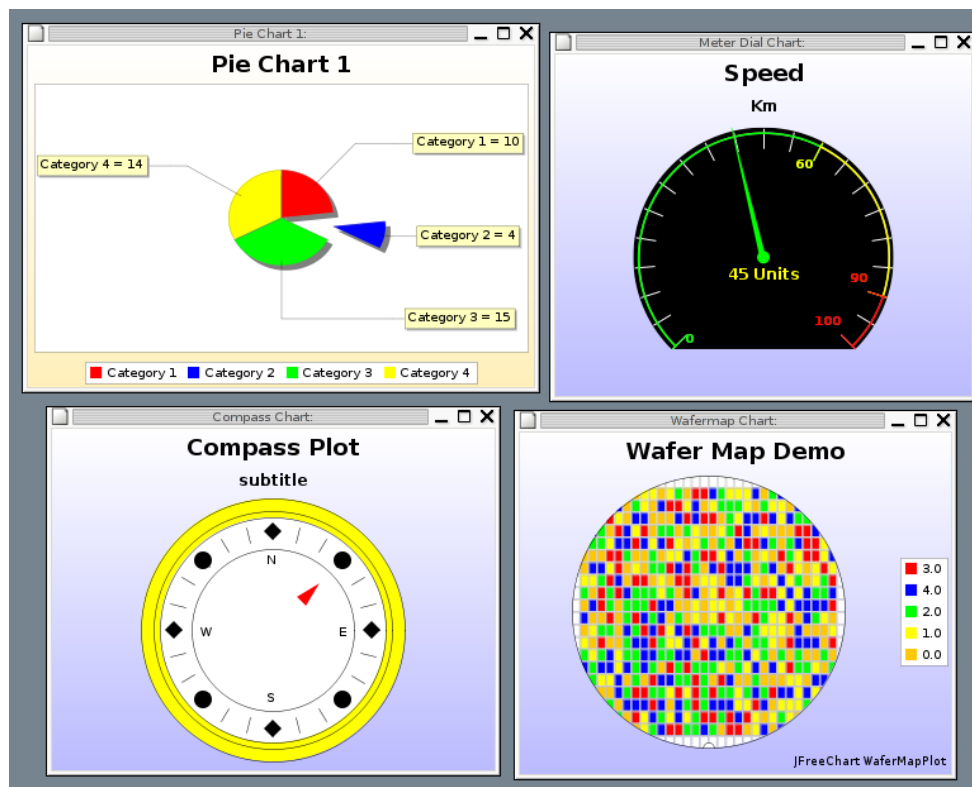 Pie Chart 1:
Pie Chart 1
Category 1 = 10
Category 4 = 14
Category 2 = 4
Category 3 = 15
Category 1
Category 2
Category 3
Category 4
Meter Dial Chart:
Speed
Km
60
45 Units
90
100
0
Compass Chart:
Compass Plot
subtitle
N
W
E
S
Wafermap Chart:
Wafer Map Demo
3.0
4.0
2.0
1.0
0.0
JFreeChart WaferMapPlot